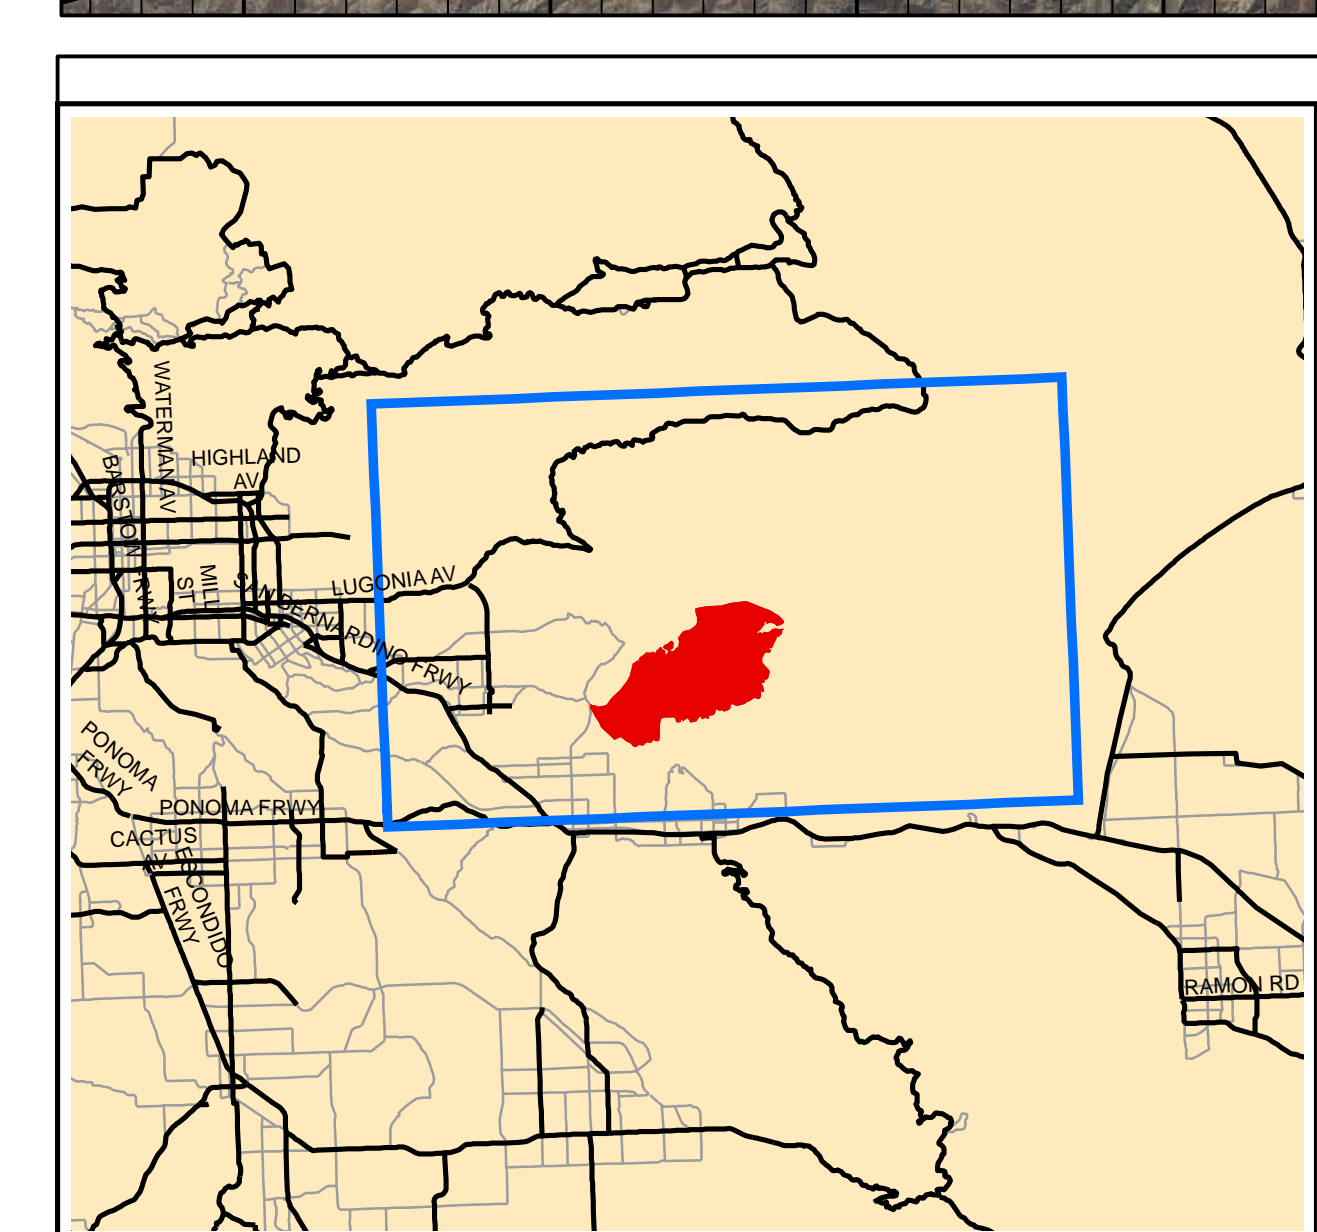 WATERMAN AV
HIGHLAND
AV
BARSTOW FRWY
MILL
ST
SAN BERNARDINO FRWY
LUGONIA AV
PONOMA
FRWY
PONOMA FRWY
CACTUS
AV
ESCONDIDO
FRWY
RAMON RD